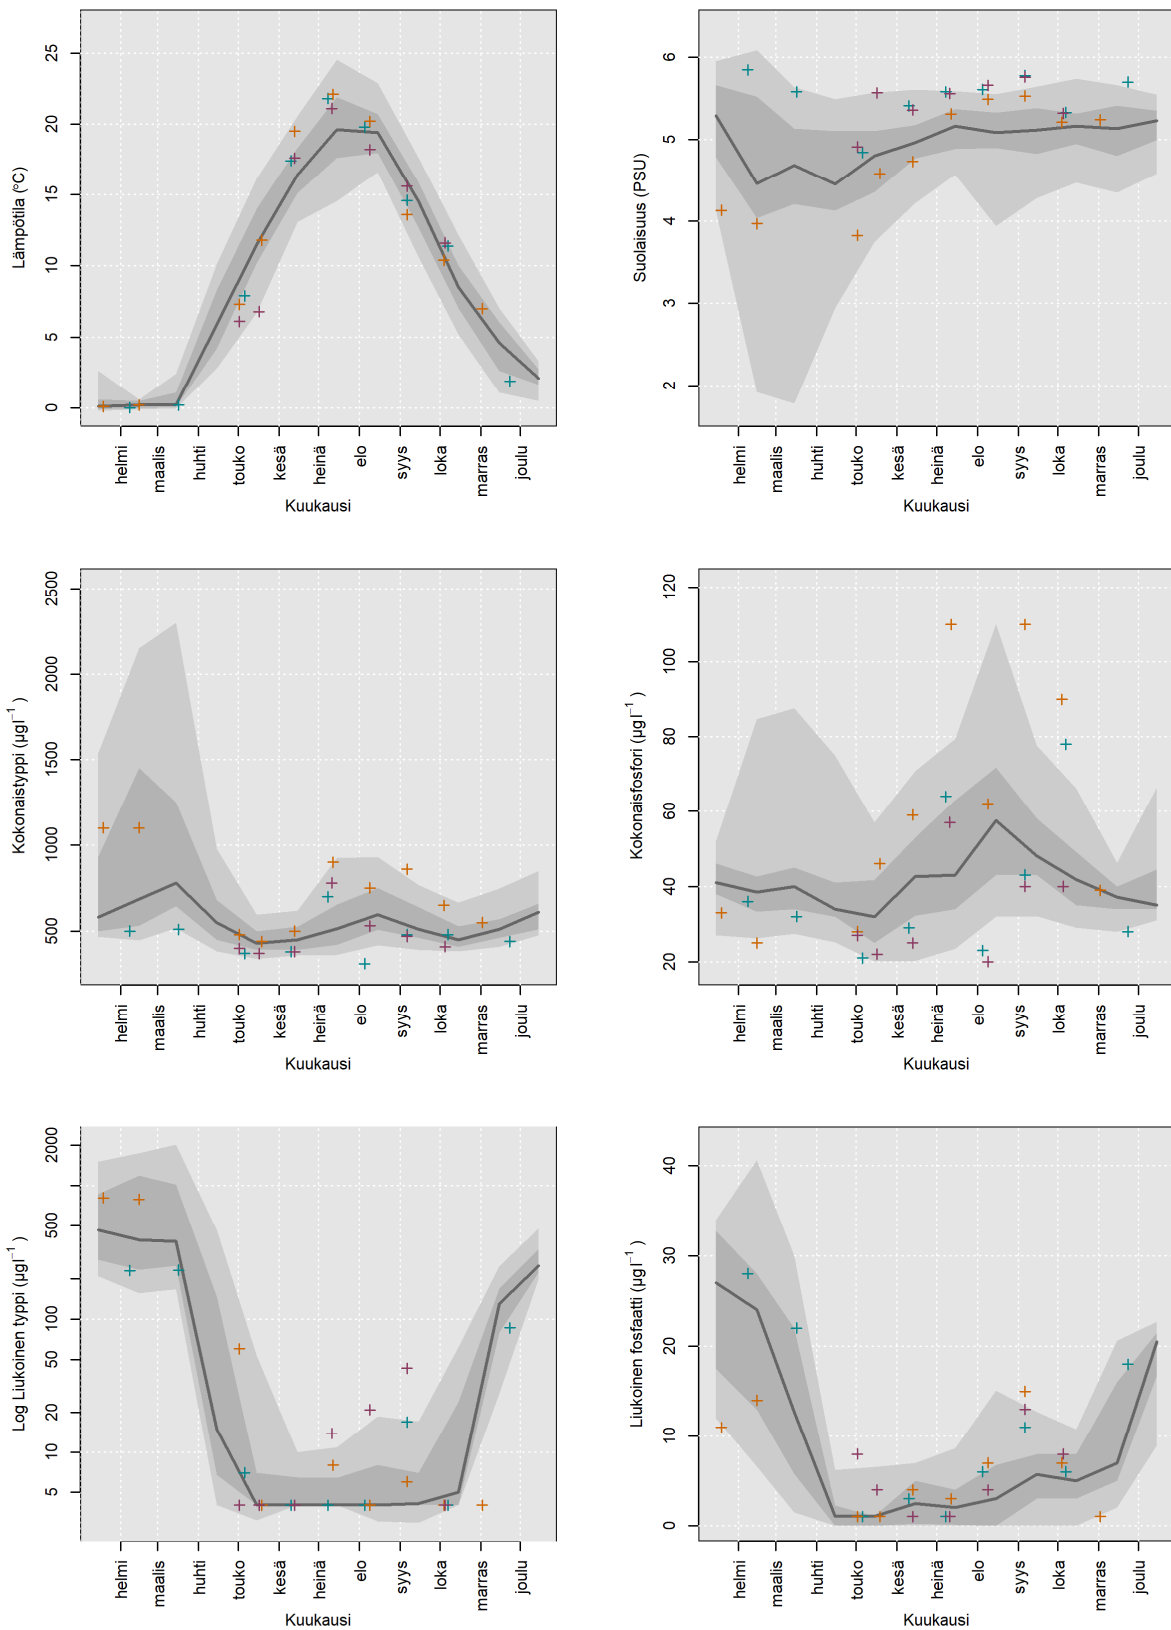 Lämpötila (°C)
25
20
15
10
5
0
helmi
maalis
huhti
touko
kesä
heinä
elo
syys
loka
marras
joulu
Kuukausi
Suolaisuus (PSU)
6
5
4
3
2
helmi
maalis
huhti
touko
kesä
heinä
elo
syys
loka
marras
joulu
Kuukausi
Kokonaistyppi (µgl⁻¹ )
2500
2000
1500
1000
500
helmi
maalis
huhti
touko
kesä
heinä
elo
syys
loka
marras
joulu
Kuukausi
Kokonaisfosfori (µgl⁻¹ )
120
100
80
60
40
20
helmi
maalis
huhti
touko
kesä
heinä
elo
syys
loka
marras
joulu
Kuukausi
Log Liukoinen typpi (µgl⁻¹ )
2000
500
100
50
20
10
5
helmi
maalis
huhti
touko
kesä
heinä
elo
syys
loka
marras
joulu
Kuukausi
Liukoinen fosfaatti (µgl⁻¹ )
40
30
20
10
0
helmi
maalis
huhti
touko
kesä
heinä
elo
syys
loka
marras
joulu
Kuukausi